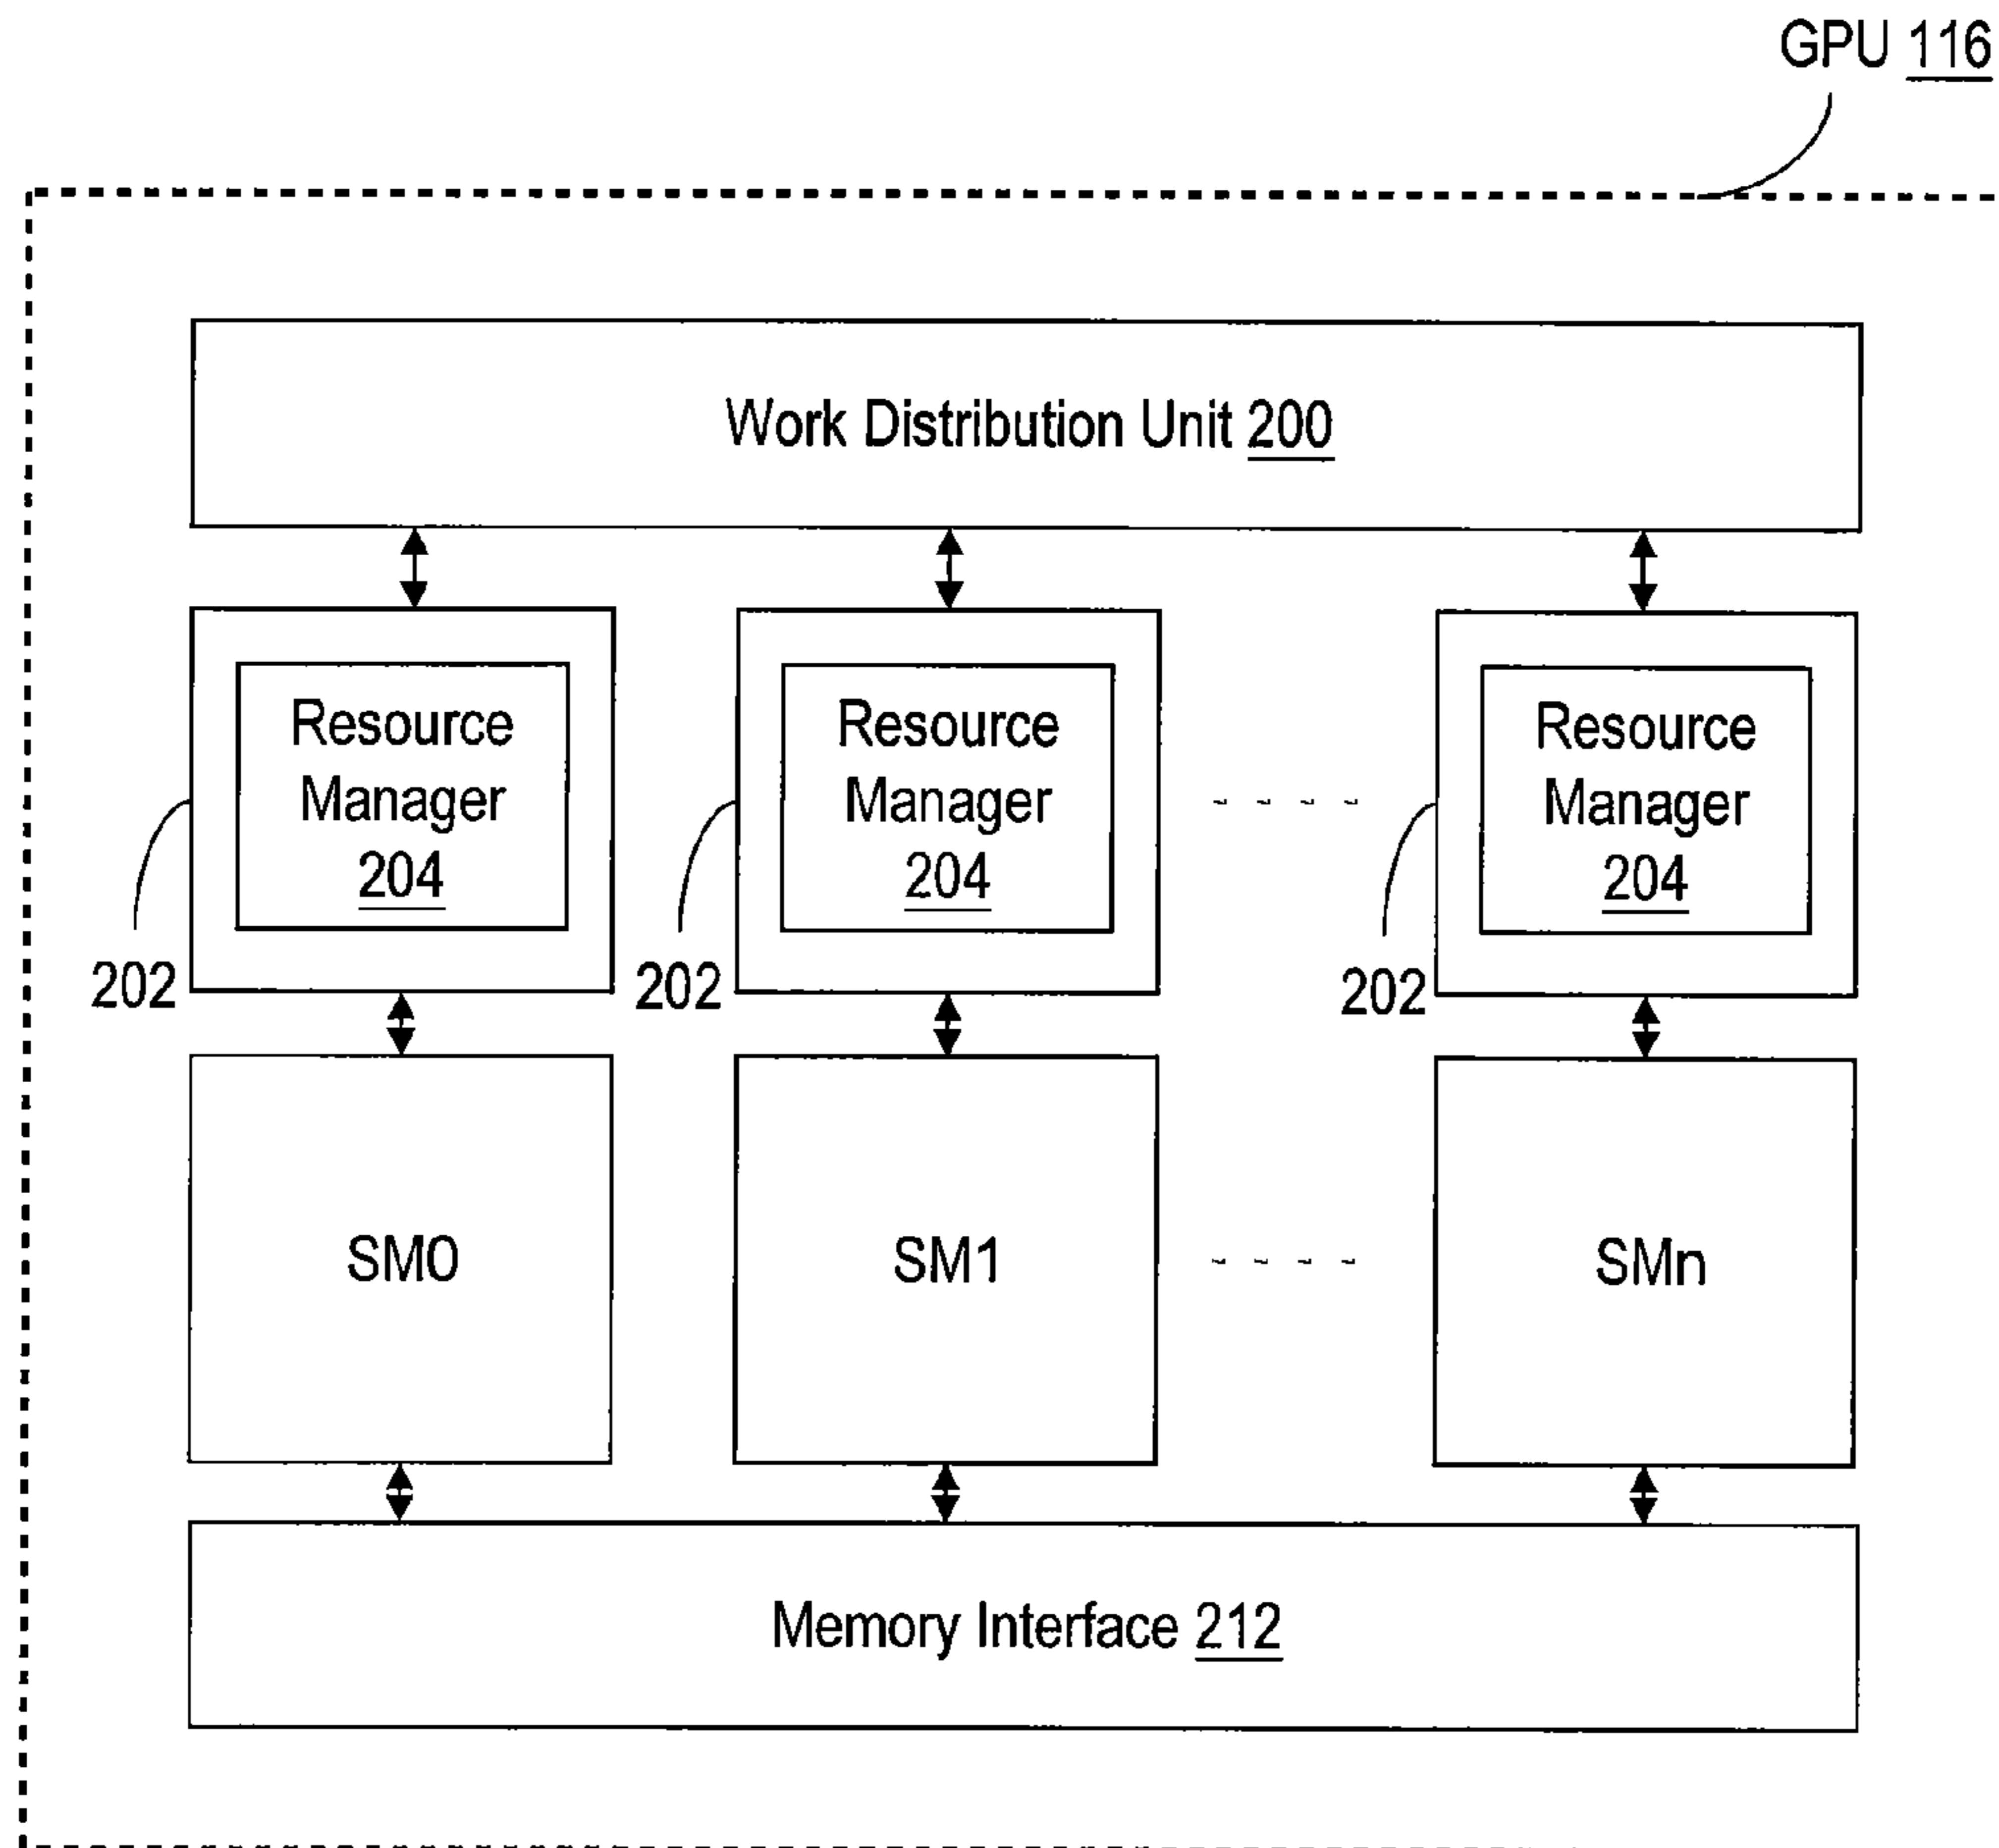 GPU 116
Work Distribution Unit 200
Resource
Manager
204
Resource
Manager
204
Resource
Manager
204
202
202
202
SM0
SM1
SMn
Memory Interface 212